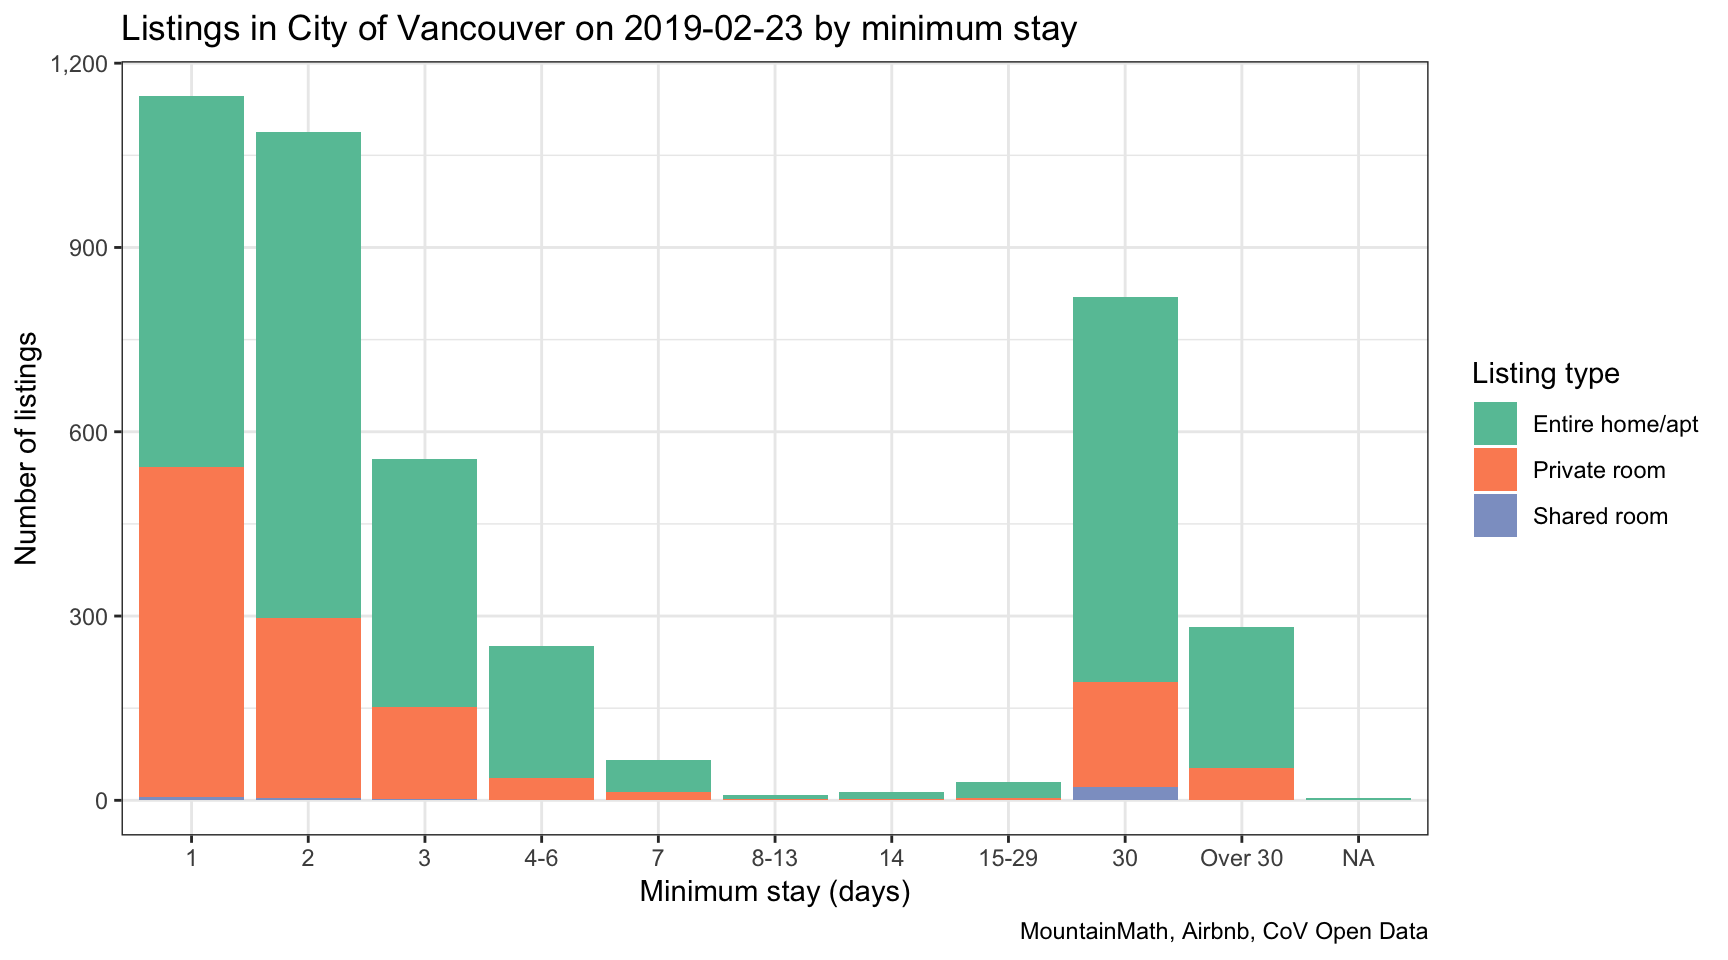 Listings in City of Vancouver on 2019-02-23 by minimum stay
Number of listings
1,200
900
600
300
0
1 2 3 4-6 7 8-13 14 15-29 30 Over 30 NA
Minimum stay (days)
Listing type
Entire home/apt
Private room
Shared room
MountainMath, Airbnb, CoV Open Data